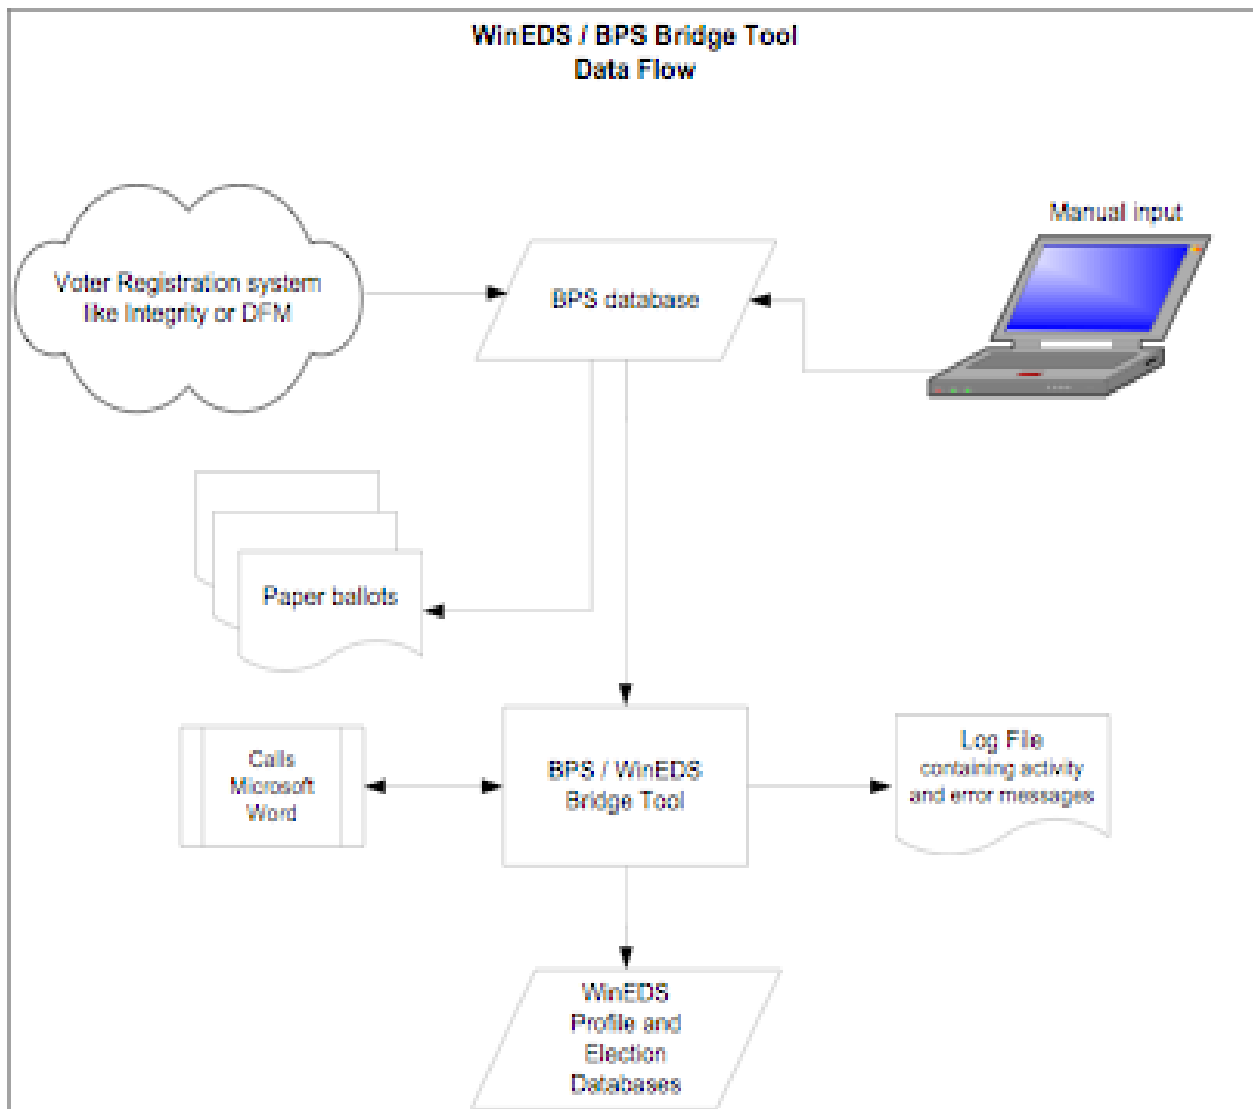 WinEDS / BPS Bridge Tool
Data Flow
Manual input
Voter Registration system
like Integrity or DFM
BPS database
Paper ballots
Calls
Microsoft
Word
BPS / WinEDS
Bridge Tool
Log File
containing activity
and error messages
WinEDS
Profile and
Election
Databases